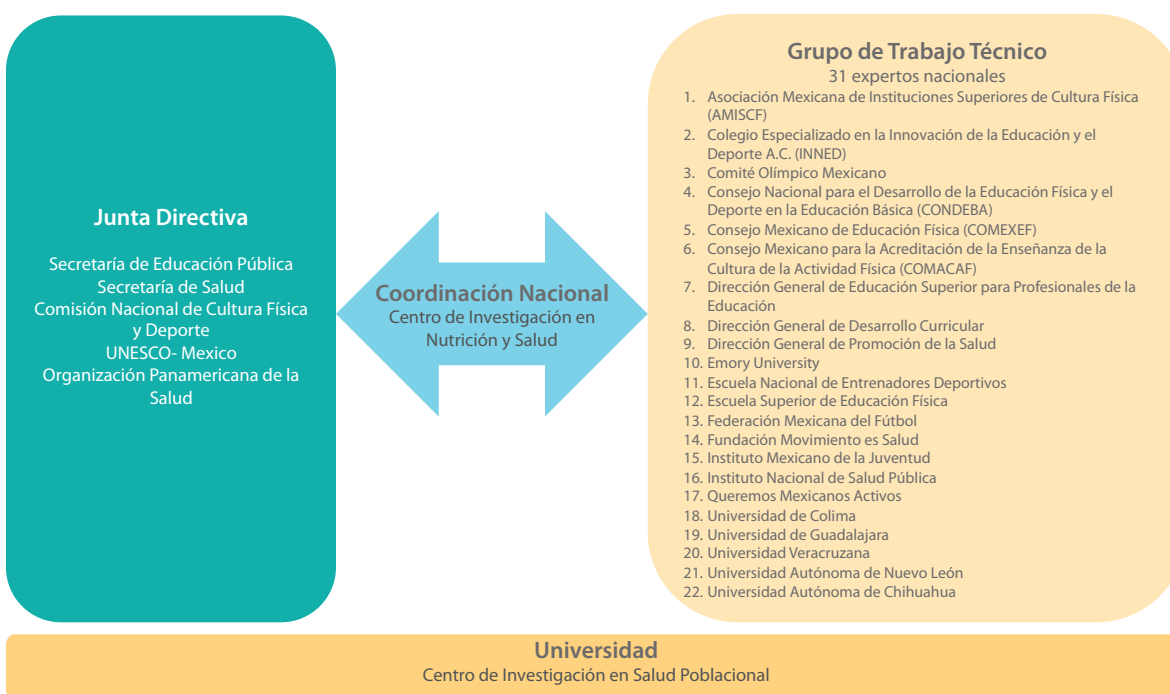 Junta Directiva
Secretaría de Educación Pública
Secretaría de Salud
Comisión Nacional de Cultura Física
y Deporte
UNESCO- Mexico
Organización Panamericana de la
Salud
Coordinación Nacional
Centro de Investigación en
Nutrición y Salud
Grupo de Trabajo Técnico
31 expertos nacionales
1. Asociación Mexicana de Instituciones Superiores de Cultura Física
(AMISCF)
2. Colegio Especializado en la Innovación de la Educación y el
Deporte A.C. (INNED)
3. Comité Olímpico Mexicano
4. Consejo Nacional para el Desarrollo de la Educación Física y el
Deporte en la Educación Básica (CONDEBA)
5. Consejo Mexicano de Educación Física (COMEXEF)
6. Consejo Mexicano para la Acreditación de la Enseñanza de la
Cultura de la Actividad Física (COMACAF)
7. Dirección General de Educación Superior para Profesionales de la
Educación
8. Dirección General de Desarrollo Curricular
9. Dirección General de Promoción de la Salud
10. Emory University
11. Escuela Nacional de Entrenadores Deportivos
12. Escuela Superior de Educación Física
13. Federación Mexicana del Fútbol
14. Fundación Movimiento es Salud
15. Instituto Mexicano de la Juventud
16. Instituto Nacional de Salud Pública
17. Queremos Mexicanos Activos
18. Universidad de Colima
19. Universidad de Guadalajara
20. Universidad Veracruzana
21. Universidad Autónoma de Nuevo León
22. Universidad Autónoma de Chihuahua
Universidad
Centro de Investigación en Salud Poblacional